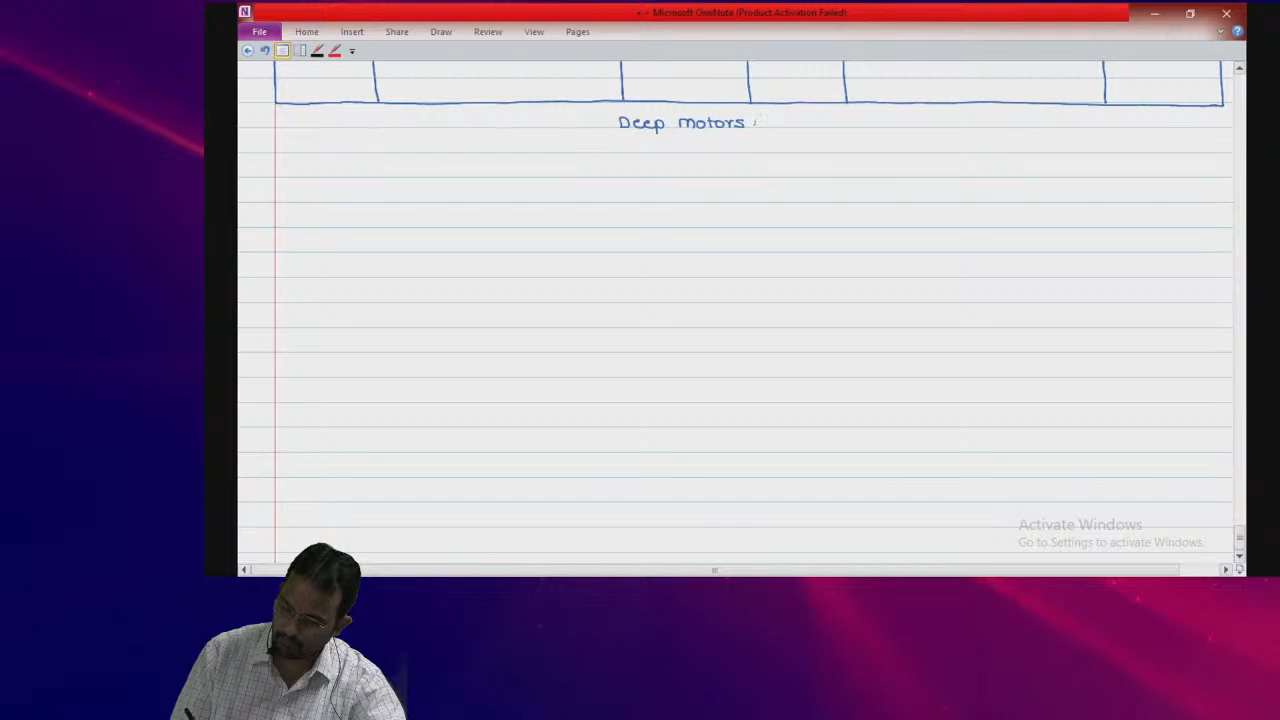 Microsoft OneNote (Product Activation Failed)
File Home Insert Share Draw Review View Pages
Deep motors
Activate Windows
Go to Settings to activate Windows.